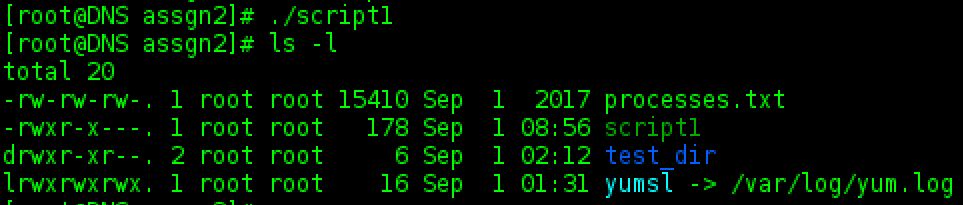 [root@DNS assgn2]# ./script1
[root@DNS assgn2]# ls -l
total 20
-rw-rw-rw-. 1 root root 15410 Sep  1  2017 processes.txt
-rwxr-x---. 1 root root   178 Sep  1 08:56 script1
drwxr-xr--. 2 root root     6 Sep  1 02:12 test_dir
lrwxrwxrwx. 1 root root    16 Sep  1 01:31 yumsl -> /var/log/yum.log